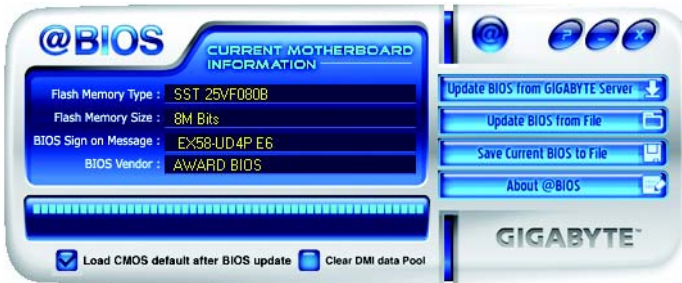 @BIOS
CURRENT MOTHERBOARD
INFORMATION
Flash Memory Type : SST 25VF080B
Flash Memory Size : 8M Bits
BIOS Sign on Message : EX58-UD4P E6
BIOS Vendor : AWARD BIOS
Load CMOS default after BIOS update
Clear DMI data Pool
@
?
–
X
Update BIOS from GIGABYTE Server
Update BIOS from File
Save Current BIOS to File
About @BIOS
GIGABYTE™